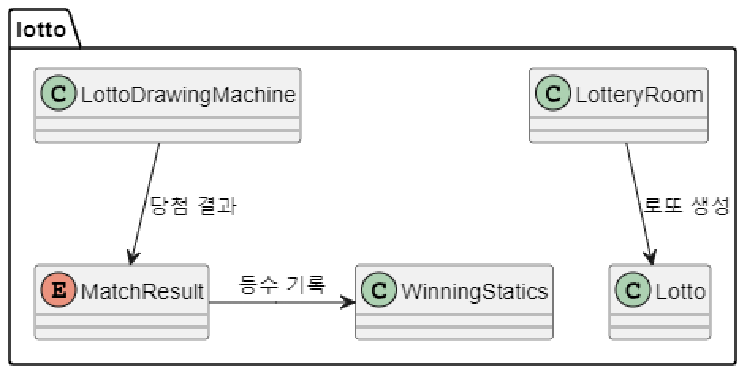 lotto
C LottoDrawingMachine
C LotteryRoom
당첨 결과
로또 생성
E MatchResult
등수 기록
C WinningStatics
C Lotto